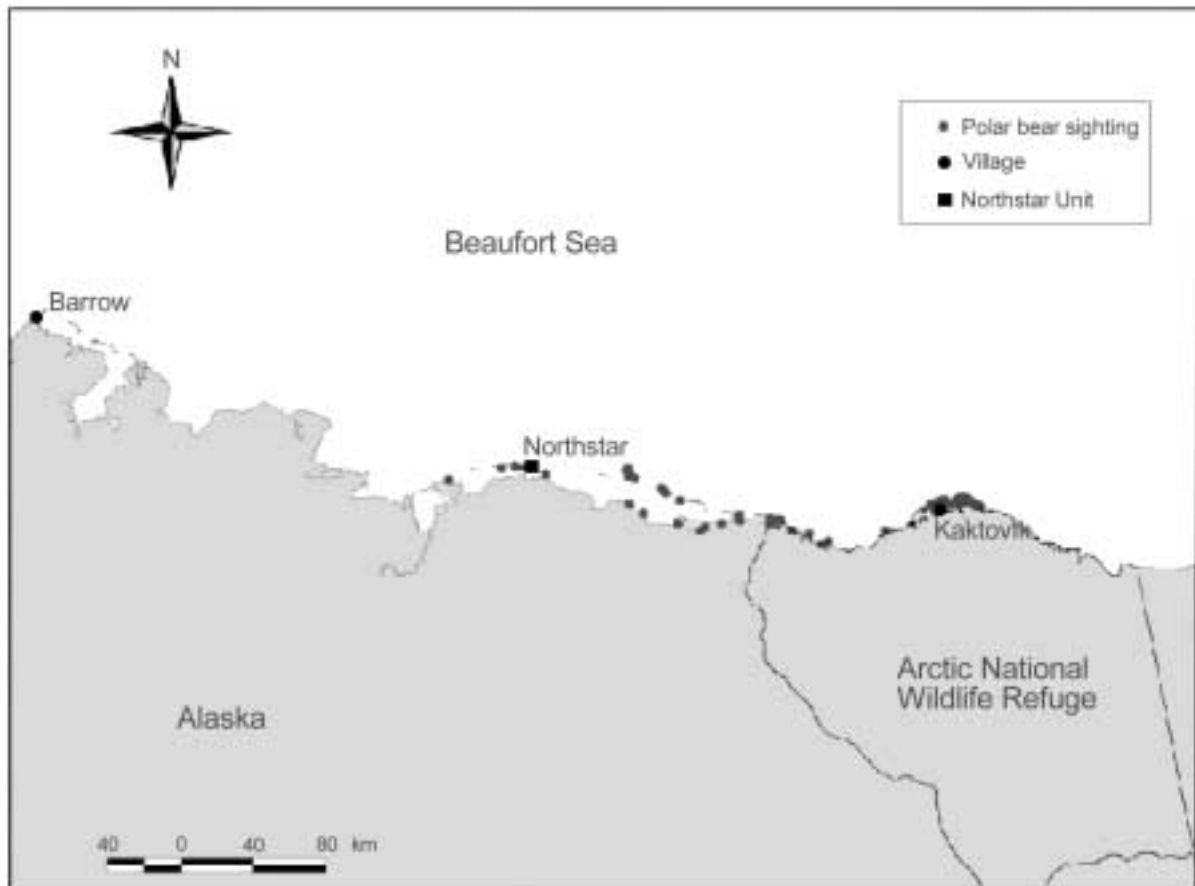 N
Polar bear sighting
Village
Northstar Unit
Beaufort Sea
Barrow
Northstar
Kaktovik
Arctic National
Wildlife Refuge
Alaska
40 0 40 80 km